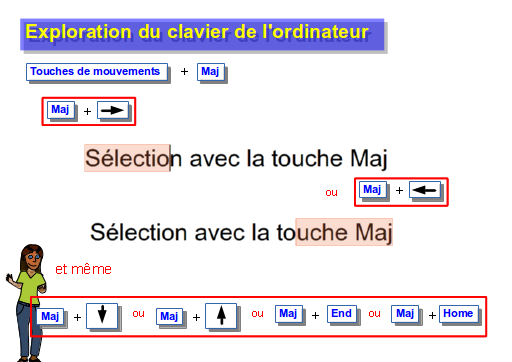 Exploration du clavier de l'ordinateur
Touches de mouvements + Maj
Maj + →
Sélection avec la touche Maj
ou Maj + ←
Sélection avec la touche Maj
et même
Maj + ↓ ou Maj + ↑ ou Maj + End ou Maj + Home